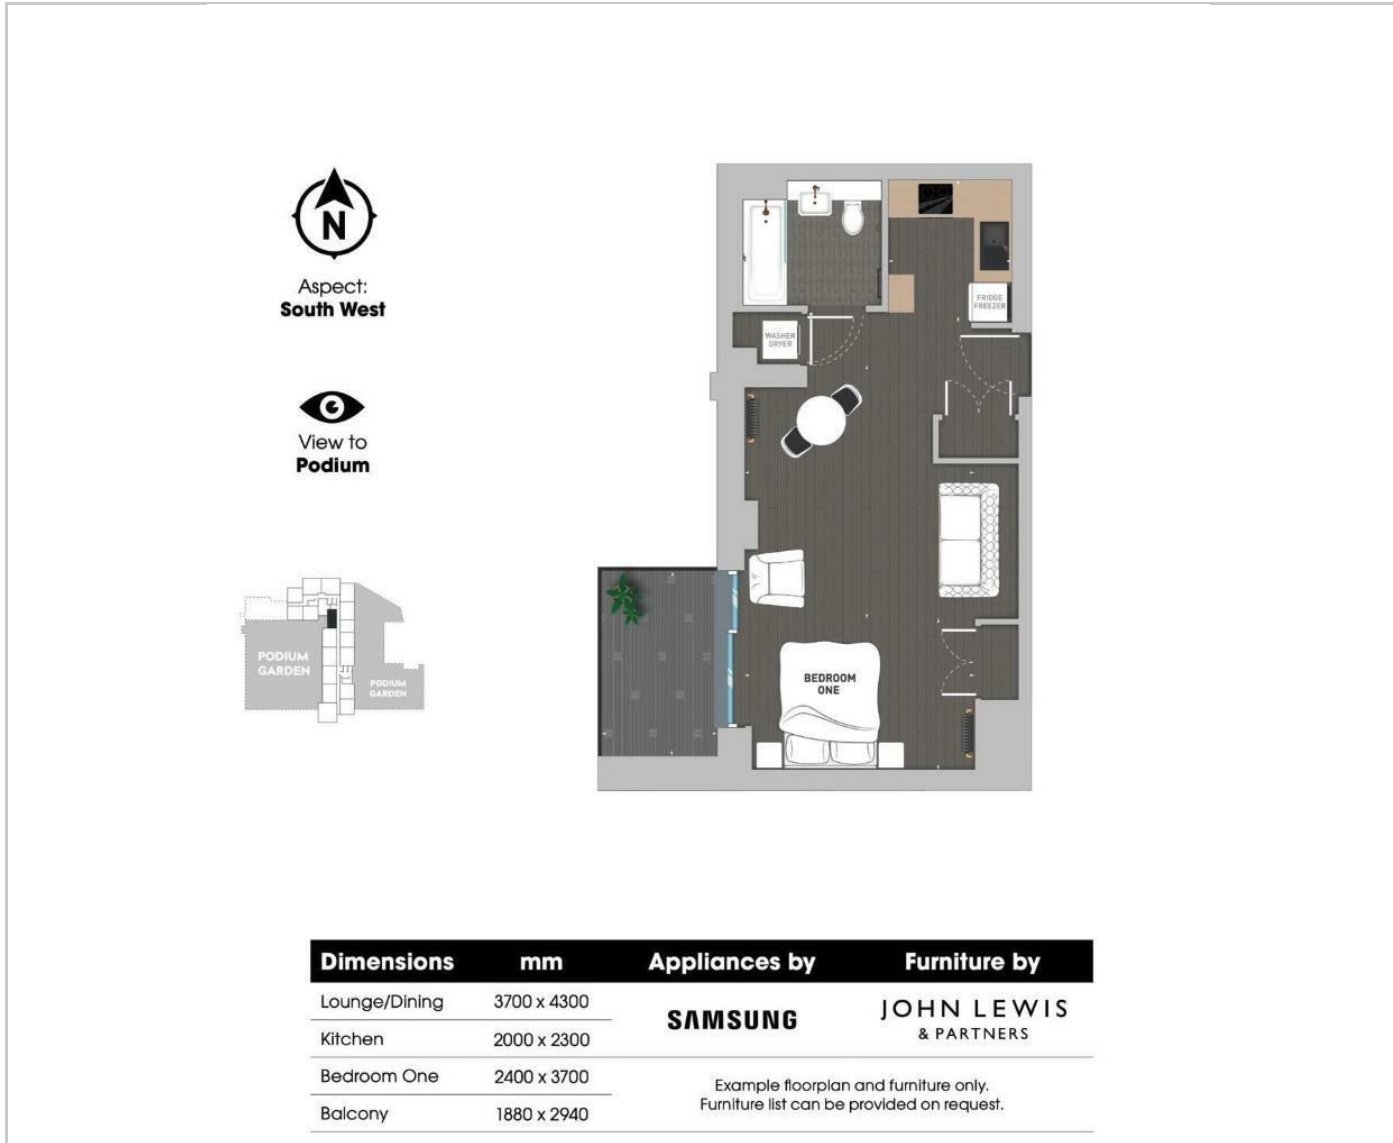 N
Aspect:
South West
View to
Podium
PODIUM
GARDEN
PODIUM
GARDEN
FRIDGE
FREEZER
WASHER
DRYER
BEDROOM
ONE
Dimensions mm Appliances by Furniture by
Lounge/Dining 3700 x 4300
Kitchen 2000 x 2300
Bedroom One 2400 x 3700
Balcony 1880 x 2940
SAMSUNG
JOHN LEWIS
& PARTNERS
Example floorplan and furniture only.
Furniture list can be provided on request.